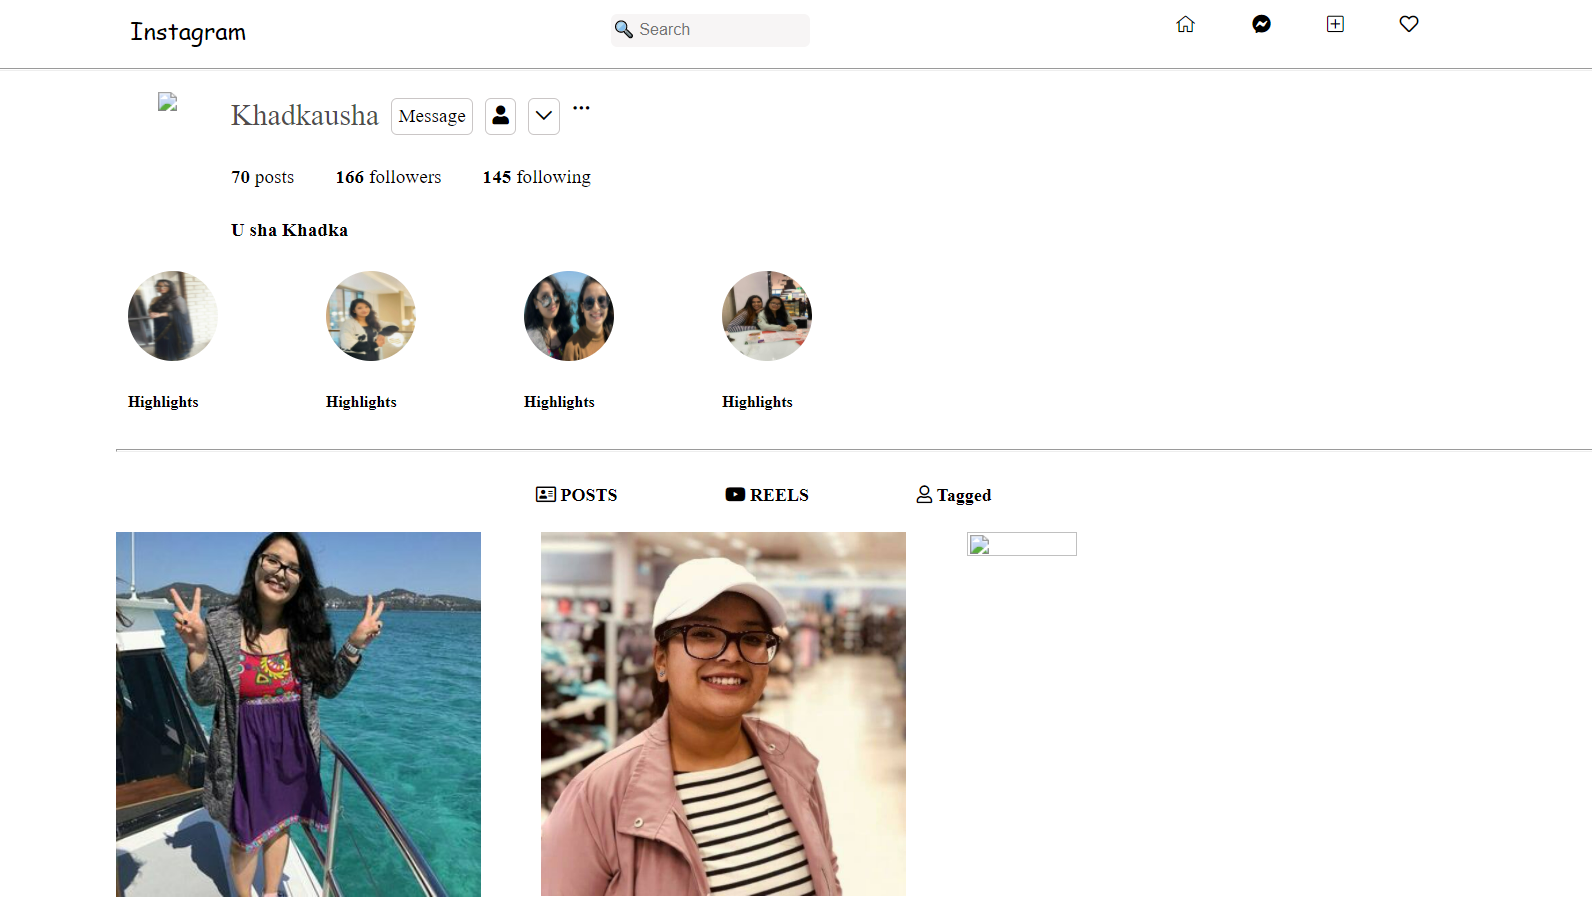 Instagram
Search
Khadkausha Message
70 posts 166 followers 145 following
U sha Khadka
Highlights Highlights Highlights Highlights
POSTS REELS Tagged